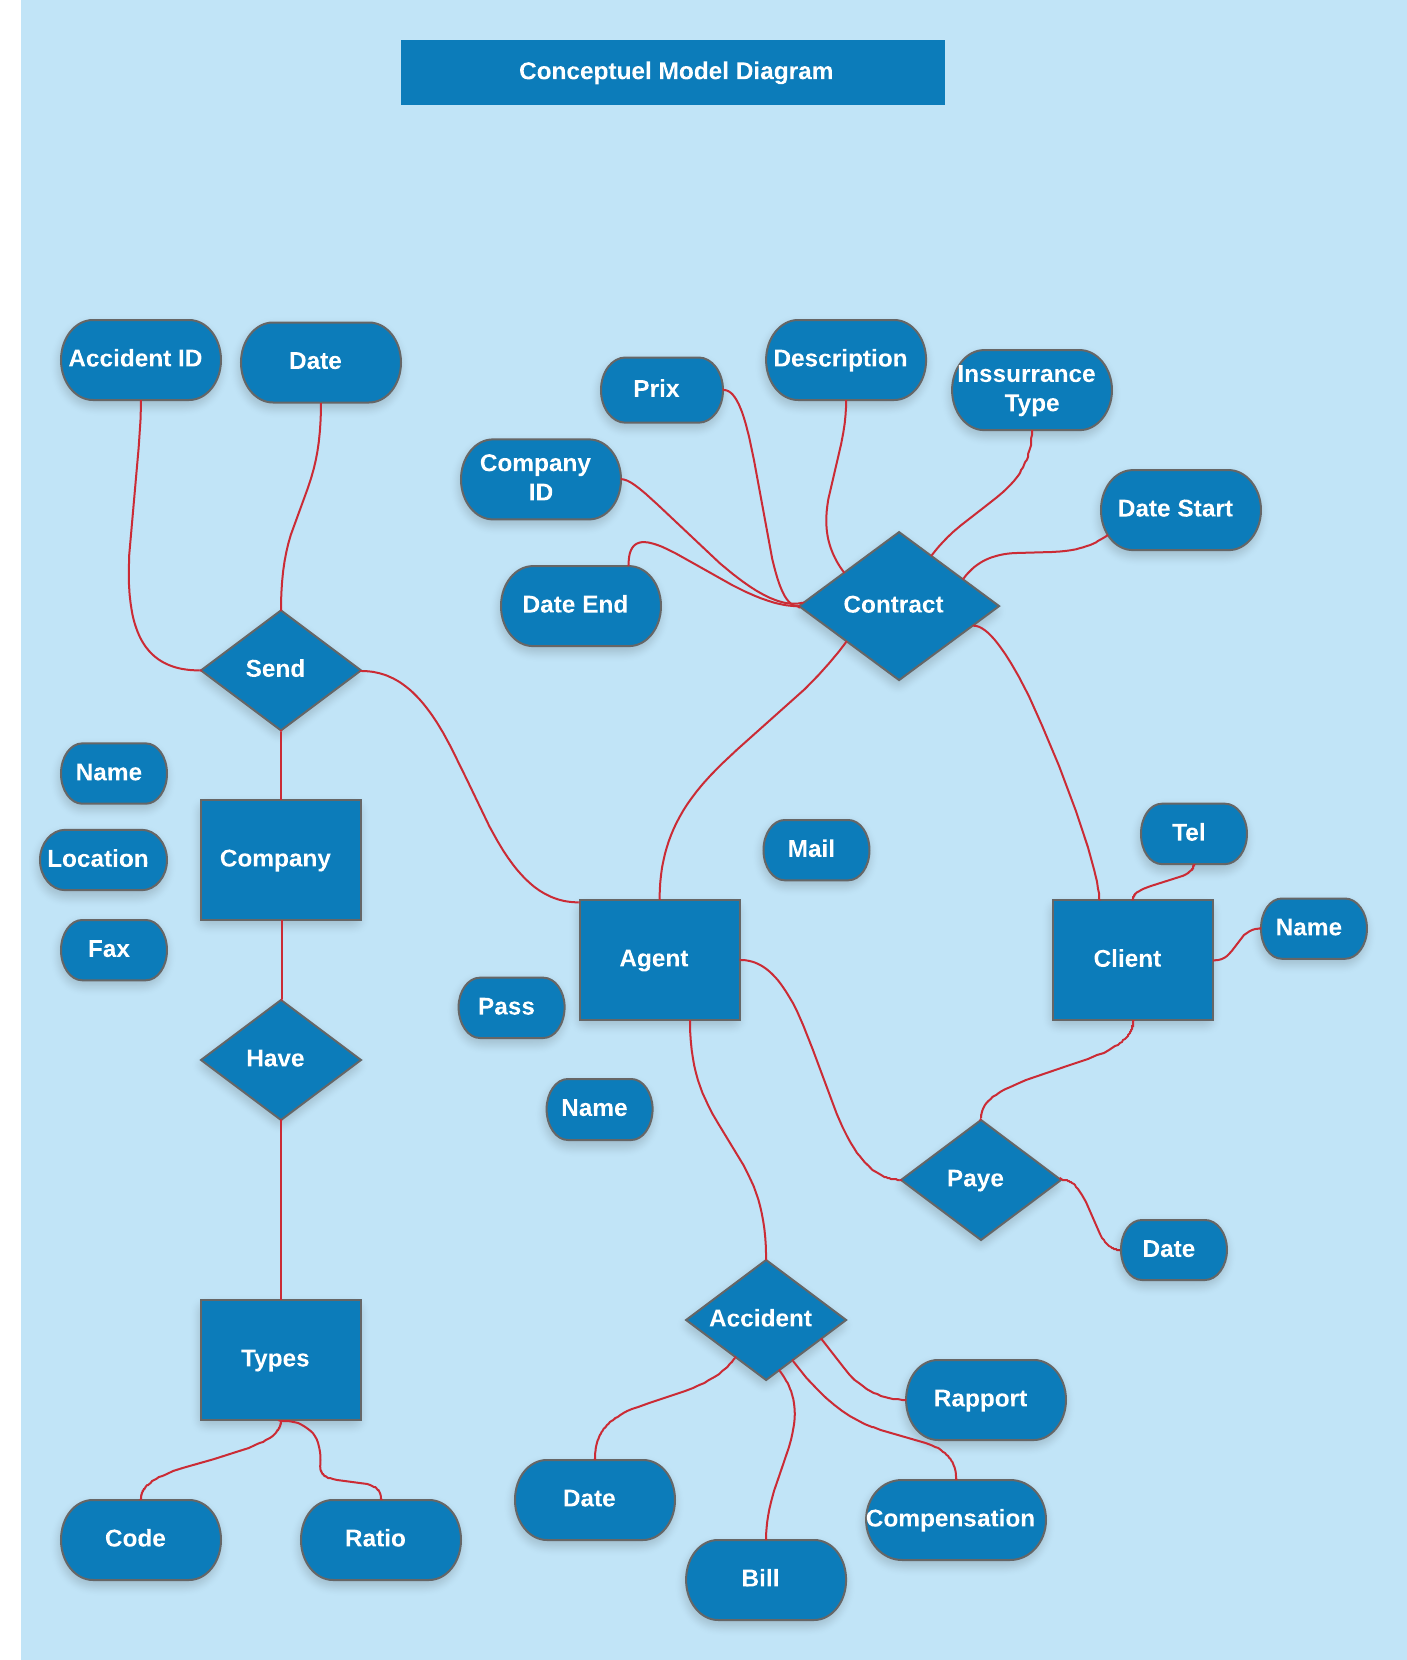 Conceptuel Model Diagram
Accident ID
Date
Prix
Description
Inssurrance
Type
Company
ID
Date Start
Date End
Contract
Send
Name
Location
Fax
Company
Mail
Tel
Agent
Client
Name
Pass
Have
Name
Paye
Date
Accident
Types
Rapport
Date
Compensation
Code
Ratio
Bill